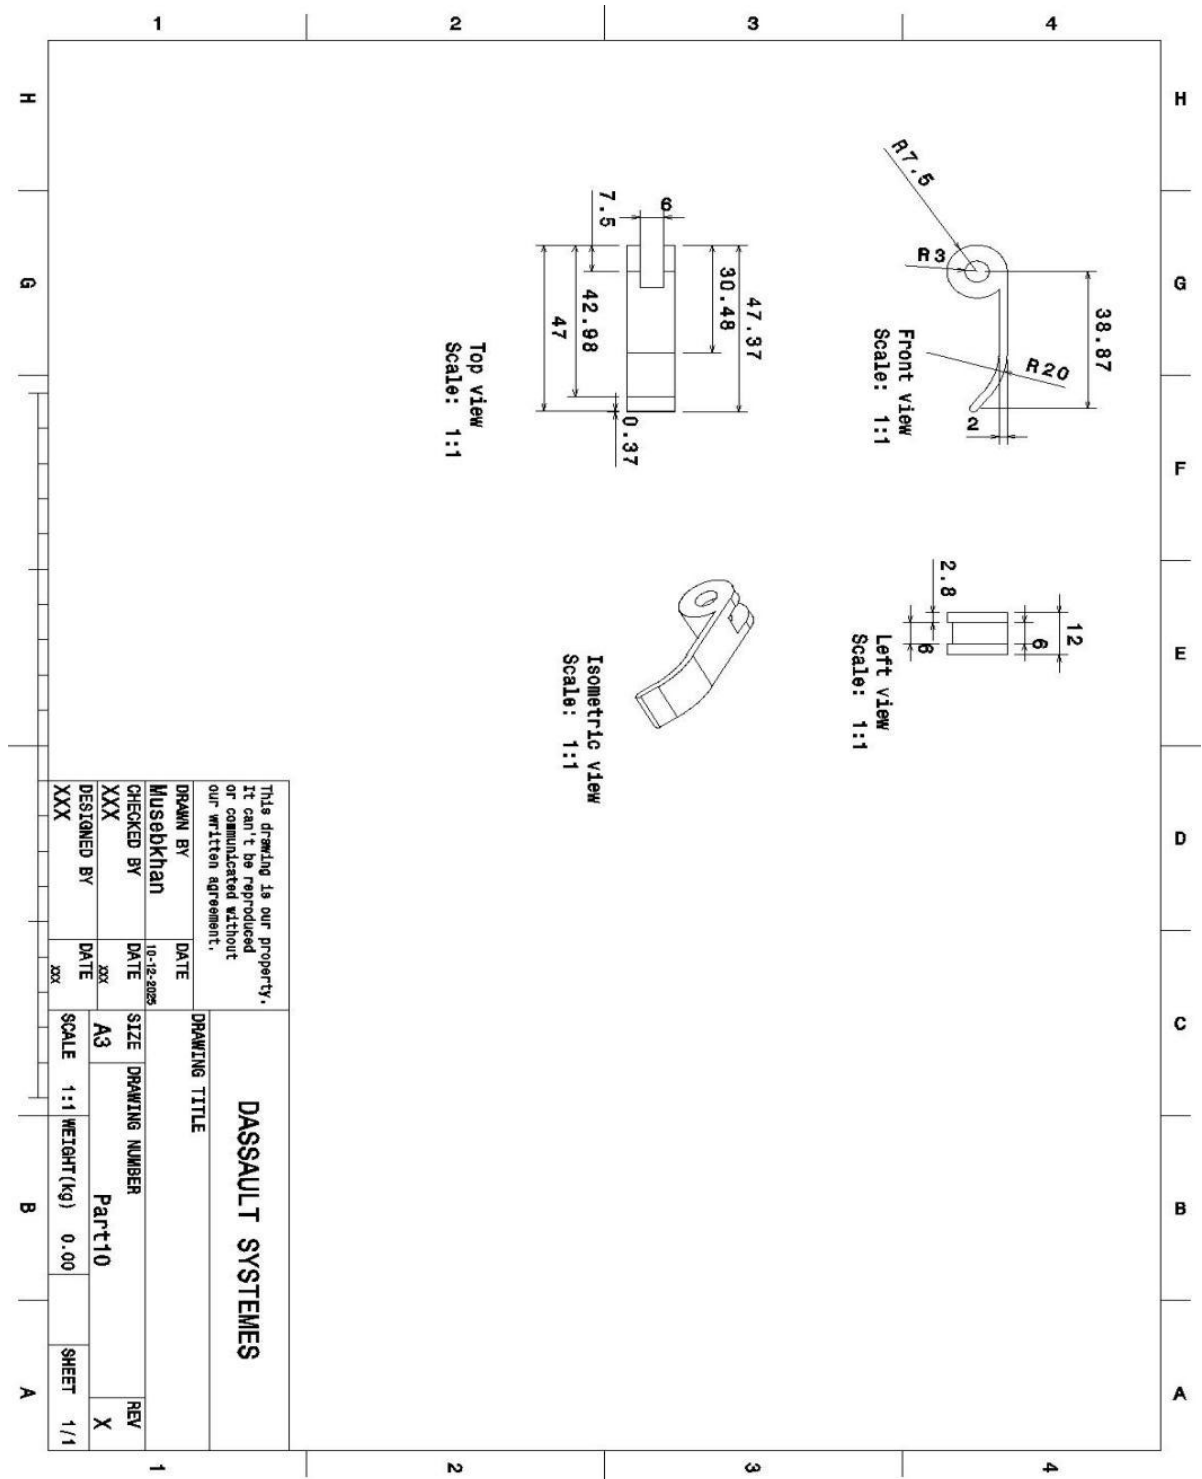 1
2
3
4
H
G
F
E
D
C
B
A
H
G
F
E
D
C
B
A
1
2
3
4
R7.5
R3
38.87
R20
2
Front view
Scale: 1:1
2.8
12
6
6
Left view
Scale: 1:1
7.5
6
47.37
30.48
42.98
47
0.37
Top view
Scale: 1:1
Isometric view
Scale: 1:1
This drawing is our property.
It can't be reproduced
or communicated without
our written agreement.
DRAWN BY DATE
Musebkhan 10-12-2025
CHECKED BY DATE
XXX XXX
DESIGNED BY DATE
XXX XXX
DASSAULT SYSTEMES
DRAWING TITLE
SIZE DRAWING NUMBER REV
A3 Part10 X
SCALE 1:1 WEIGHT(kg) 0.00 SHEET 1/1